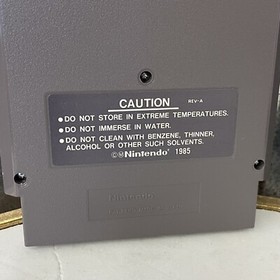 CAUTION REV-A
• DO NOT STORE IN EXTREME TEMPERATURES.
• DO NOT IMMERSE IN WATER.
• DO NOT CLEAN WITH BENZENE, THINNER,
ALCOHOL OR OTHER SUCH SOLVENTS.
©Ⓜ Nintendo® 1985
Nintendo